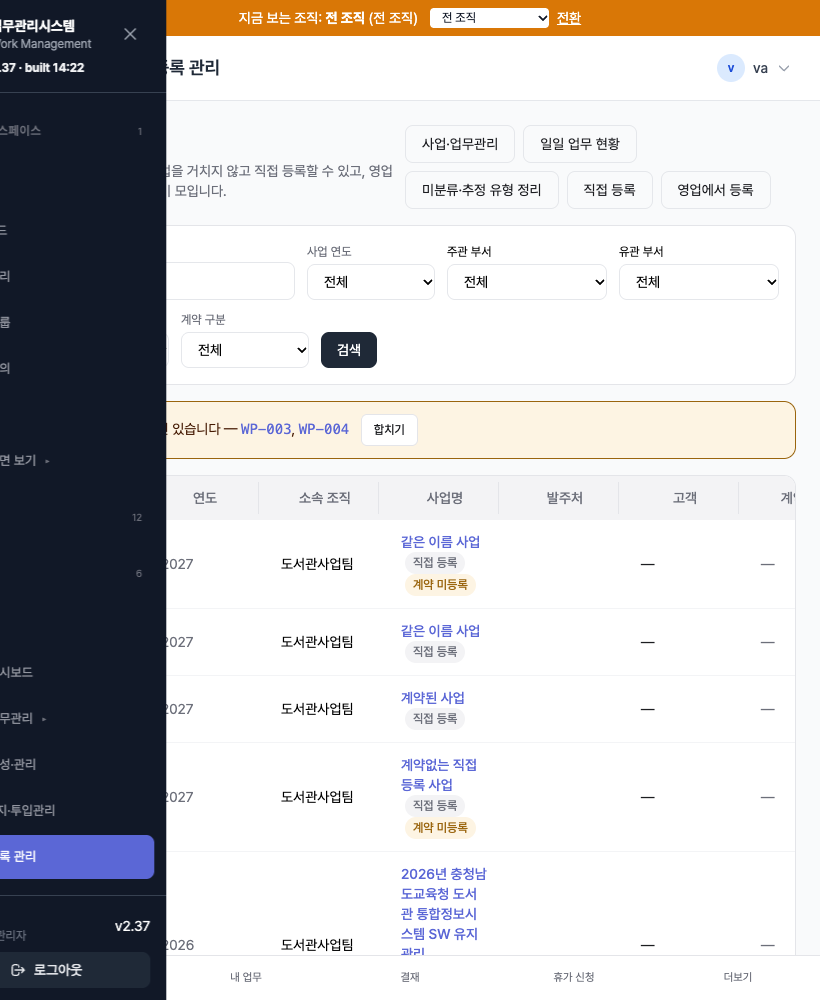 지금 보는 조직: 전 조직 (전 조직) 전 조직 전환
업무관리시스템
Work Management
.37 · built 14:22
등록 관리
v va
스페이스 1
사업·업무관리 일일 업무 현황
을 거치지 않고 직접 등록할 수 있고, 영업
모입니다.
미분류·추정 유형 정리 직접 등록 영업에서 등록
드
리
룹
의
사업 연도 주관 부서 유관 부서
전체 전체 전체
계약 구분
전체 검색
있습니다 — WP-003, WP-004 합치기
면 보기 ▸
12
6
연도 소속 조직 사업명 발주처 고객
2027 도서관사업팀 같은 이름 사업 — —
직접 등록
계약 미등록
2027 도서관사업팀 같은 이름 사업 — —
직접 등록
시보드
2027 도서관사업팀 계약된 사업 — —
직접 등록
무관리 ▸
성·관리
2027 도서관사업팀 계약없는 직접 등록 사업 — —
직접 등록
계약 미등록
지·투입관리
록 관리
2026 도서관사업팀 2026년 충청남
도교육청 도서
관 통합정보시
스템 SW 유지
관리 — —
v2.37
관리자
로그아웃
내 업무 결재 휴가 신청 더보기